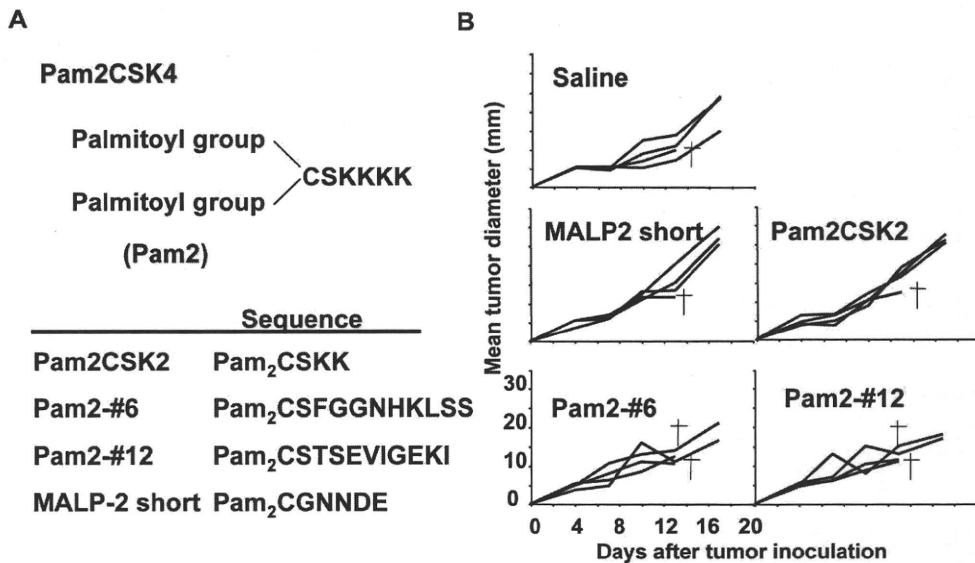 A
Pam2CSK4
Palmitoyl group
CSKKKK
Palmitoyl group
(Pam2)
Sequence
Pam2CSK2 Pam₂CSKK
Pam2-#6 Pam₂CSFGGNHKLSS
Pam2-#12 Pam₂CSTSEVIGEKI
MALP-2 short Pam₂CGNNDE
B
Mean tumor diameter (mm)
Saline
†
MALP2 short
†
Pam2CSK2
†
30
20
10
0
Pam2-#6
†
†
Pam2-#12
†
†
0 4 8 12 16 20
Days after tumor inoculation